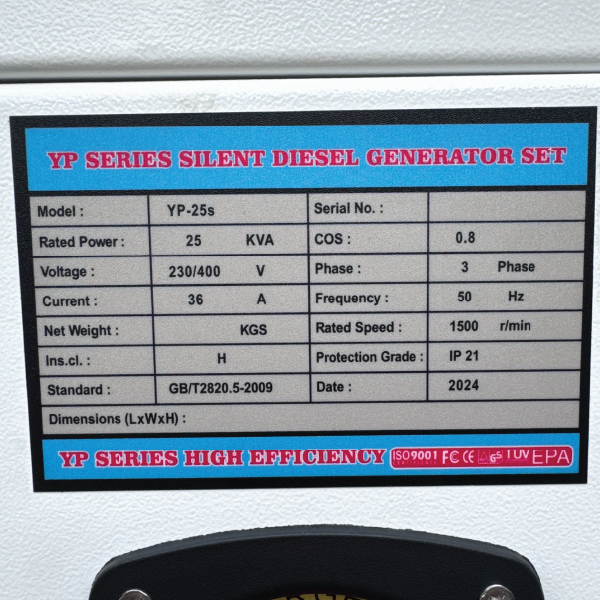 YP SERIES SILENT DIESEL GENERATOR SET
Model : YP-25s Serial No. :
Rated Power : 25 KVA COS : 0.8
Voltage : 230/400 V Phase : 3 Phase
Current : 36 A Frequency : 50 Hz
Net Weight : KGS Rated Speed : 1500 r/min
Ins.cl. : H Protection Grade : IP 21
Standard : GB/T2820.5-2009 Date : 2024
Dimensions (LxWxH) :
YP SERIES HIGH EFFICIENCY ISO9001 FC CE GS TUV EPA